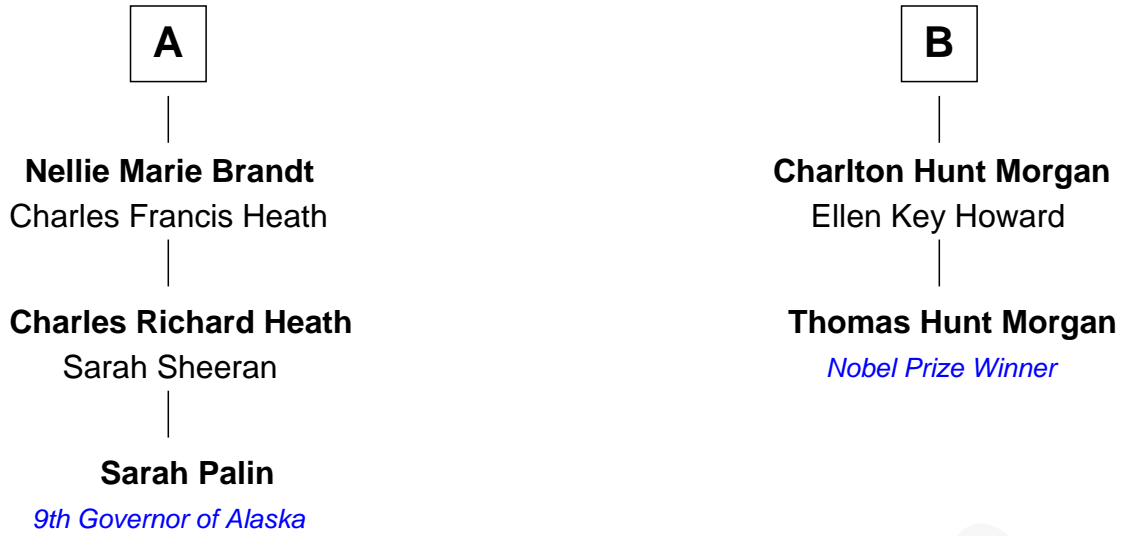 A
Nellie Marie Brandt
Charles Francis Heath
Charles Richard Heath
Sarah Sheeran
Sarah Palin
9th Governor of Alaska
B
Charlton Hunt Morgan
Ellen Key Howard
Thomas Hunt Morgan
Nobel Prize Winner